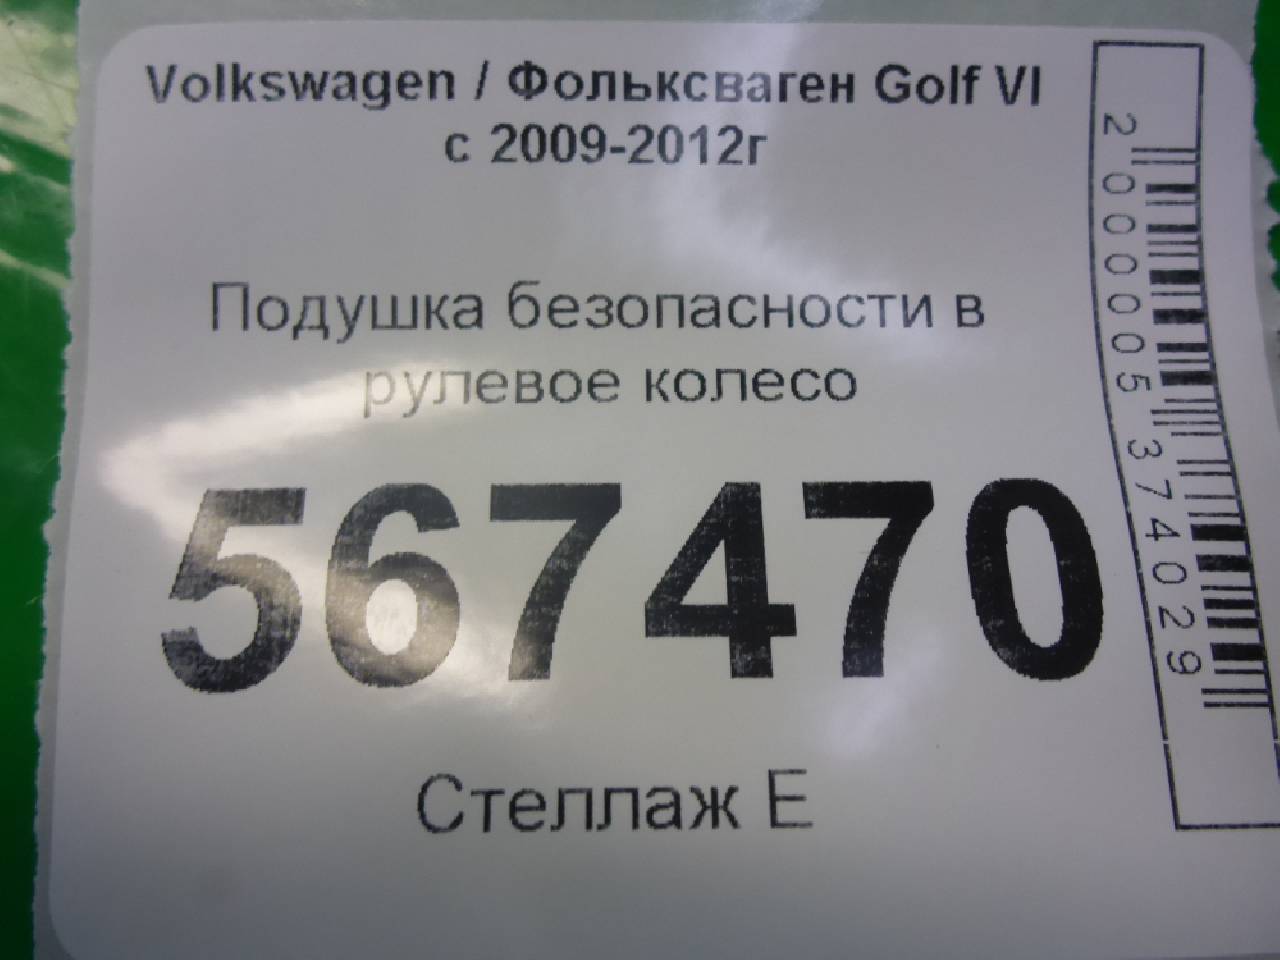 Volkswagen / Фольксваген Golf VI
с 2009-2012г
Подушка безопасности в
рулевое колесо
567470
Стеллаж Е
2000005374029